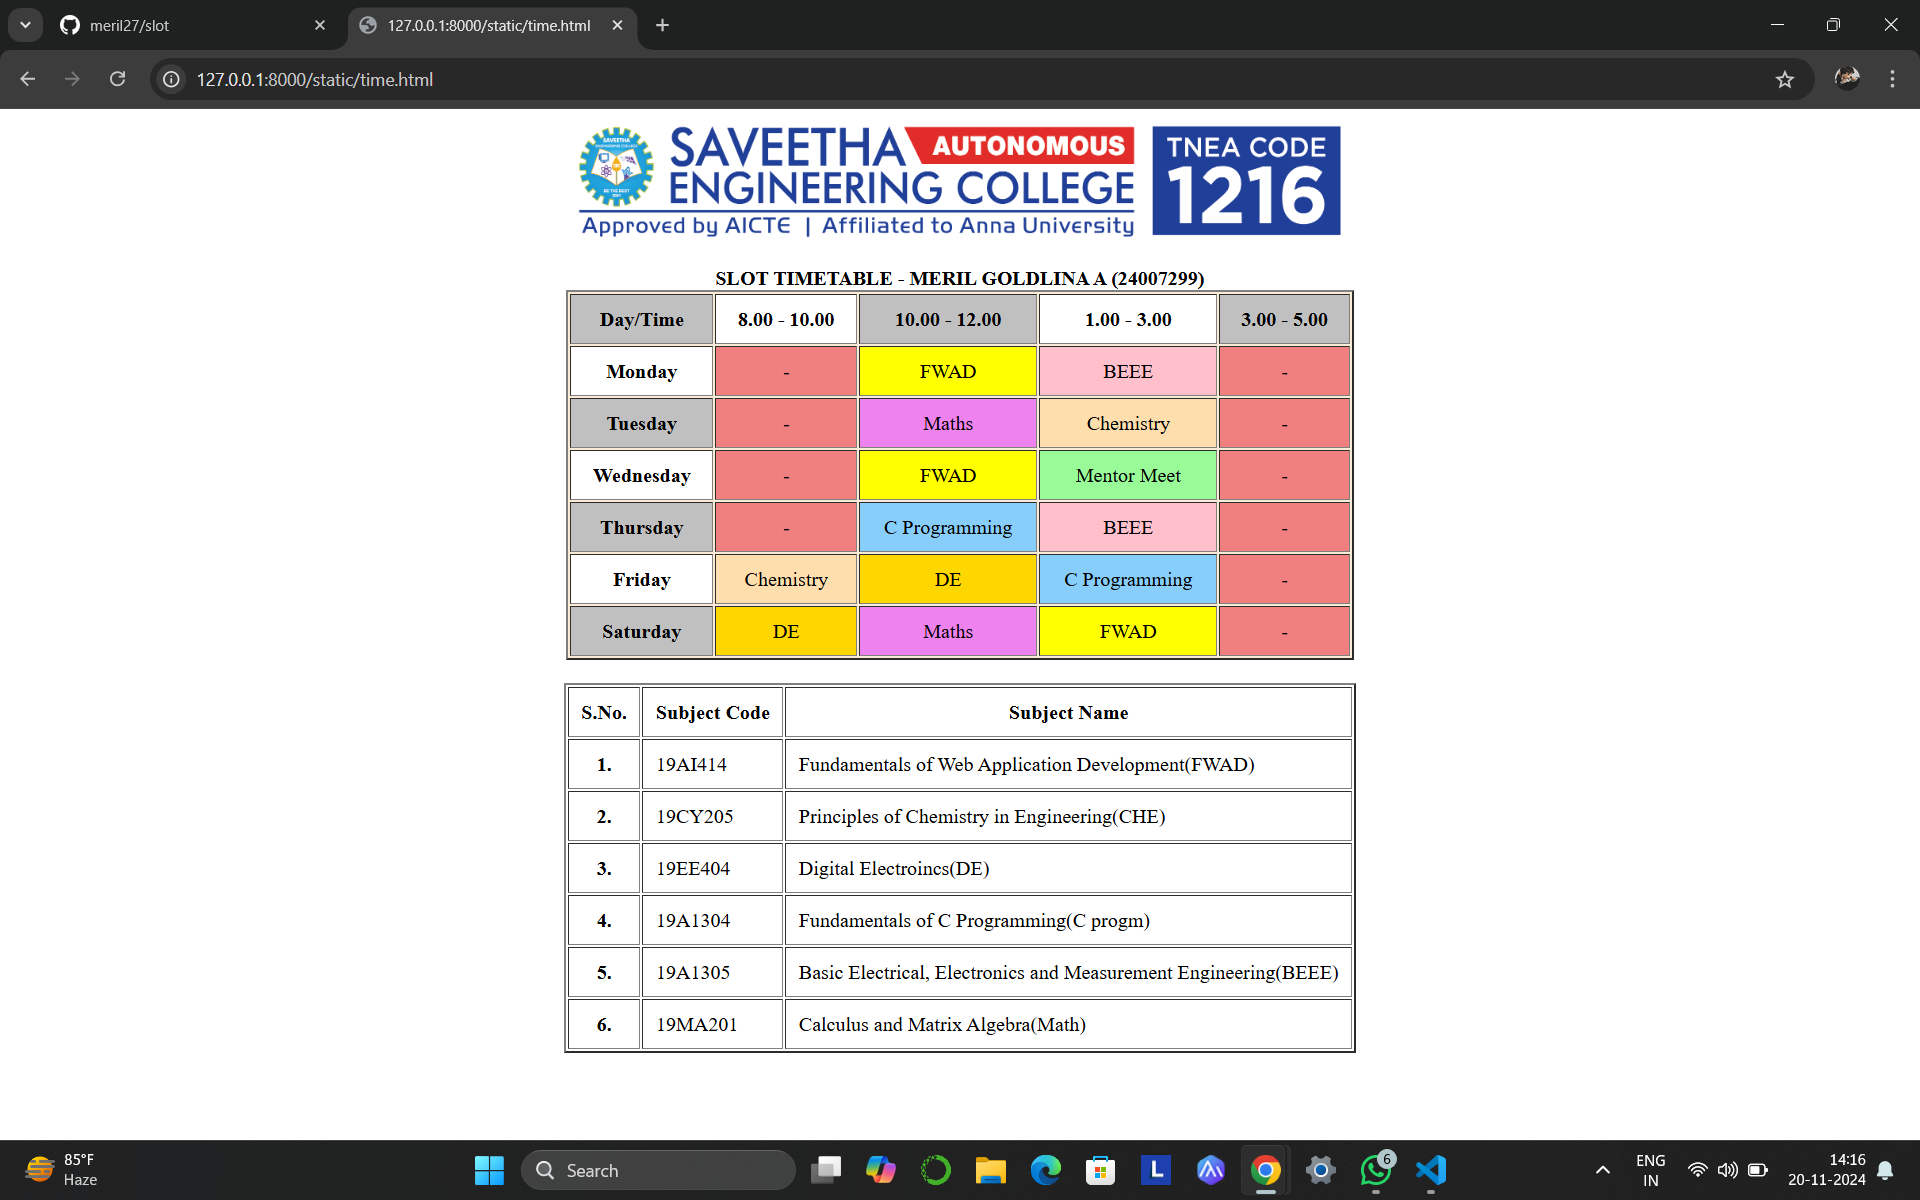 meril27/slot
127.0.0.1:8000/static/time.html
127.0.0.1:8000/static/time.html
SAVEETHA AUTONOMOUS
ENGINEERING COLLEGE
Approved by AICTE | Affiliated to Anna University
TNEA CODE
1216
SLOT TIMETABLE - MERIL GOLDLINA A (24007299)
Day/Time 8.00 - 10.00 10.00 - 12.00 1.00 - 3.00 3.00 - 5.00
Monday - FWAD BEEE -
Tuesday - Maths Chemistry -
Wednesday - FWAD Mentor Meet -
Thursday - C Programming BEEE -
Friday Chemistry DE C Programming -
Saturday DE Maths FWAD -
S.No. Subject Code Subject Name
1. 19AI414 Fundamentals of Web Application Development(FWAD)
2. 19CY205 Principles of Chemistry in Engineering(CHE)
3. 19EE404 Digital Electroincs(DE)
4. 19A1304 Fundamentals of C Programming(C progm)
5. 19A1305 Basic Electrical, Electronics and Measurement Engineering(BEEE)
6. 19MA201 Calculus and Matrix Algebra(Math)
85°F
Haze
Search
L
6
ENG
IN
14:16
20-11-2024